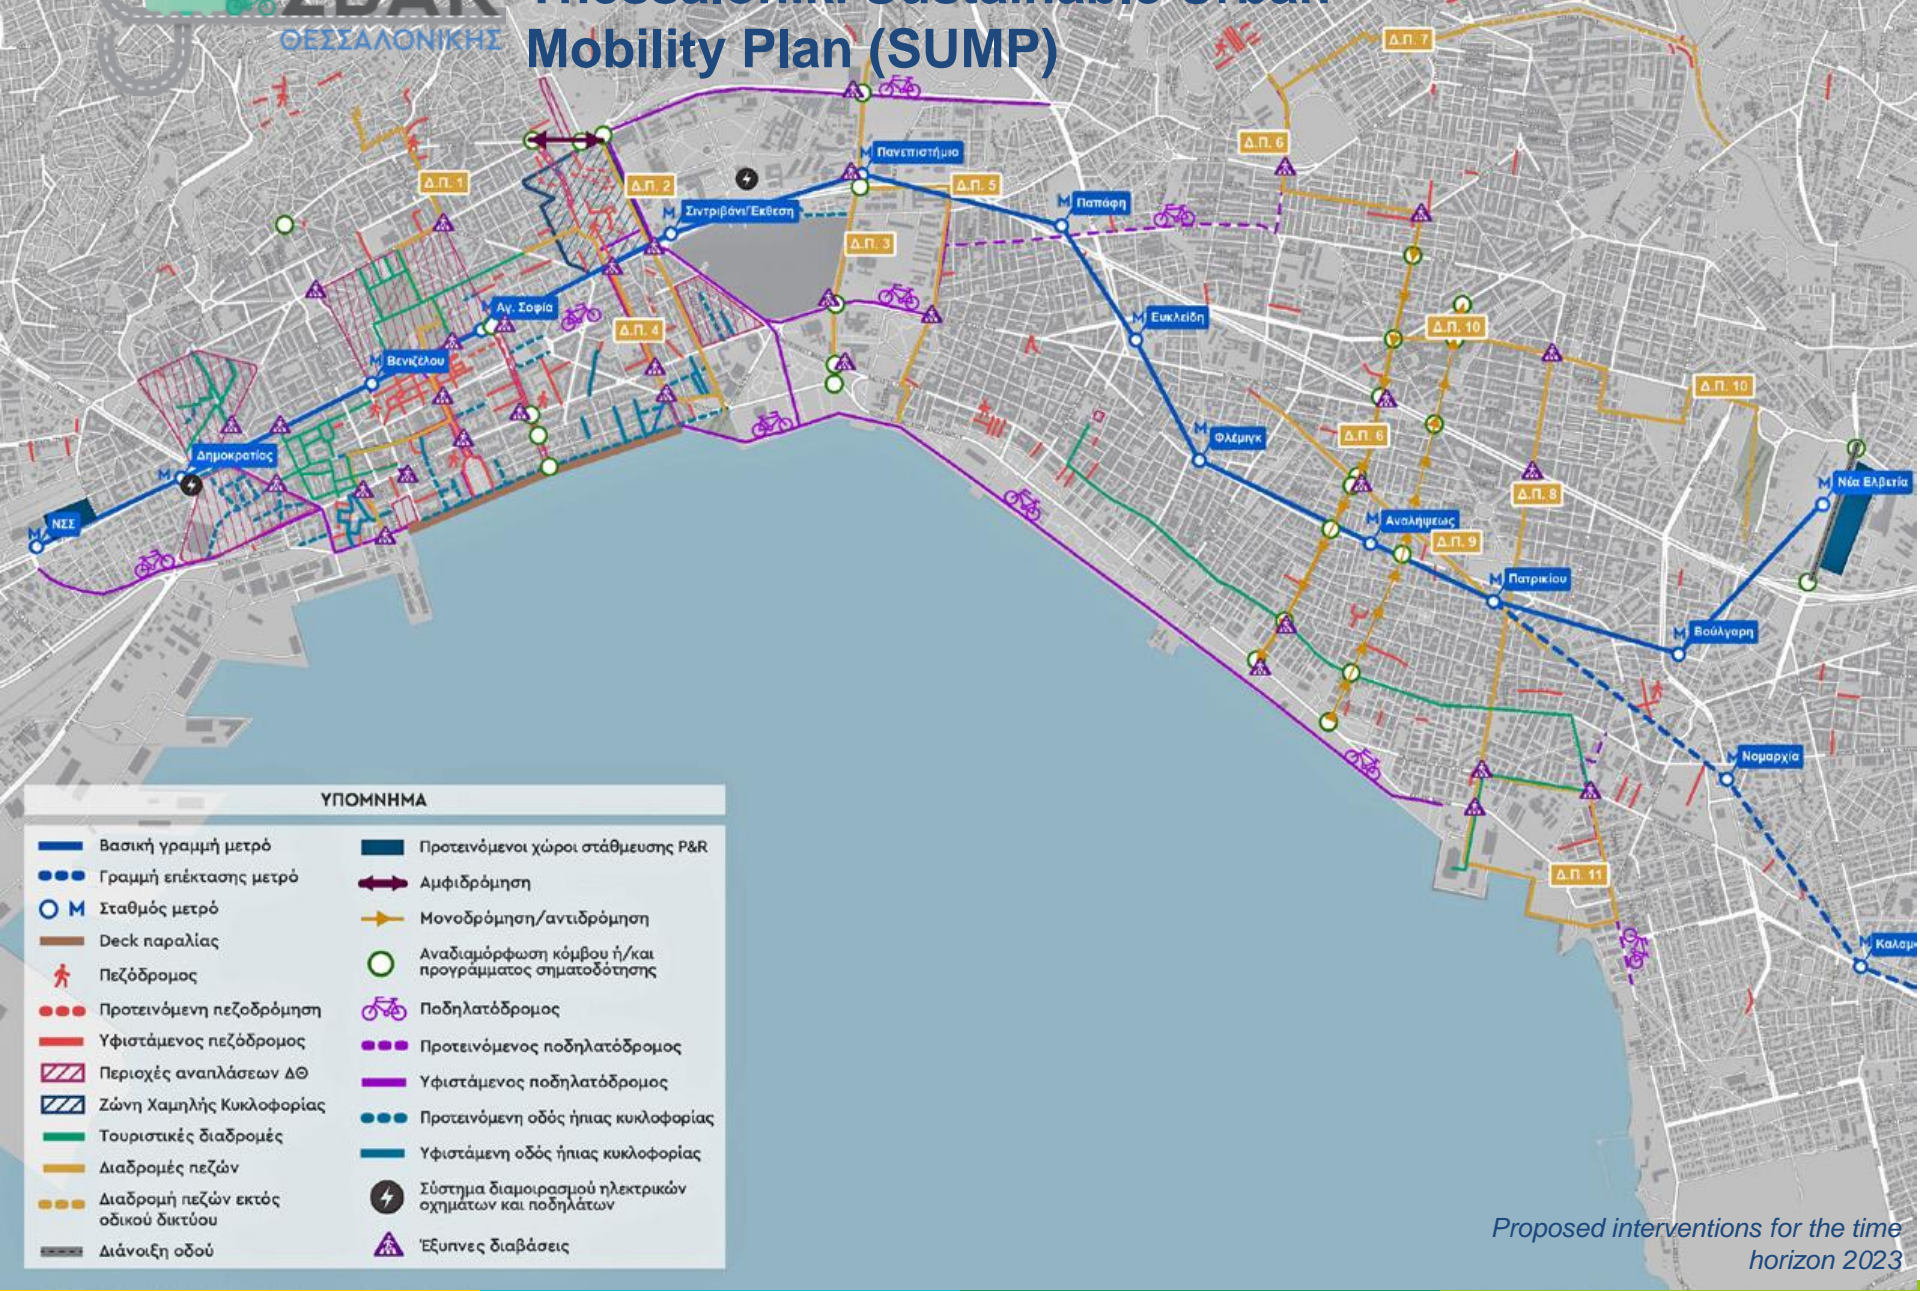 ΘΕΣΣΑΛΟΝΙΚΗΣ
Mobility Plan (SUMP)
Δ.Π. 7
Δ.Π. 6
Πανεπιστήμιο
Δ.Π. 1
Δ.Π. 2
Δ.Π. 5
Μ Σιντριβάνι/Έκθεση
Μ Παπάφη
Δ.Π. 3
Μ Αγ. Σοφία
Μ Ευκλείδη
Δ.Π. 4
Δ.Π. 10
Μ Βενιζέλου
Δ.Π. 10
Μ Φλέμιγκ
Δ.Π. 6
Μ Δημοκρατίας
Μ Νέα Ελβετία
Δ.Π. 8
Μ ΝΣΣ
Μ Αναλήψεως
Δ.Π. 9
Μ Πατρικίου
Μ Βούλγαρη
Μ Νομαρχία
Δ.Π. 11
ΥΠΟΜΝΗΜΑ
Βασική γραμμή μετρό
Γραμμή επέκτασης μετρό
Μ Σταθμός μετρό
Deck παραλίας
Πεζόδρομος
Προτεινόμενη πεζοδρόμηση
Υφιστάμενος πεζόδρομος
Περιοχές αναπλάσεων ΔΘ
Ζώνη Χαμηλής Κυκλοφορίας
Τουριστικές διαδρομές
Διαδρομές πεζών
Διαδρομή πεζών εκτός
οδικού δικτύου
Διάνοιξη οδού
Προτεινόμενοι χώροι στάθμευσης P&R
Αμφιδρόμηση
Μονοδρόμηση/αντιδρόμηση
Αναδιαμόρφωση κόμβου ή/και
προγράμματος σηματοδότησης
Ποδηλατόδρομος
Προτεινόμενος ποδηλατόδρομος
Υφιστάμενος ποδηλατόδρομος
Προτεινόμενη οδός ήπιας κυκλοφορίας
Υφιστάμενη οδός ήπιας κυκλοφορίας
Σύστημα διαμοιρασμού ηλεκτρικών
οχημάτων και ποδηλάτων
Έξυπνες διαβάσεις
Proposed interventions for the time
horizon 2023